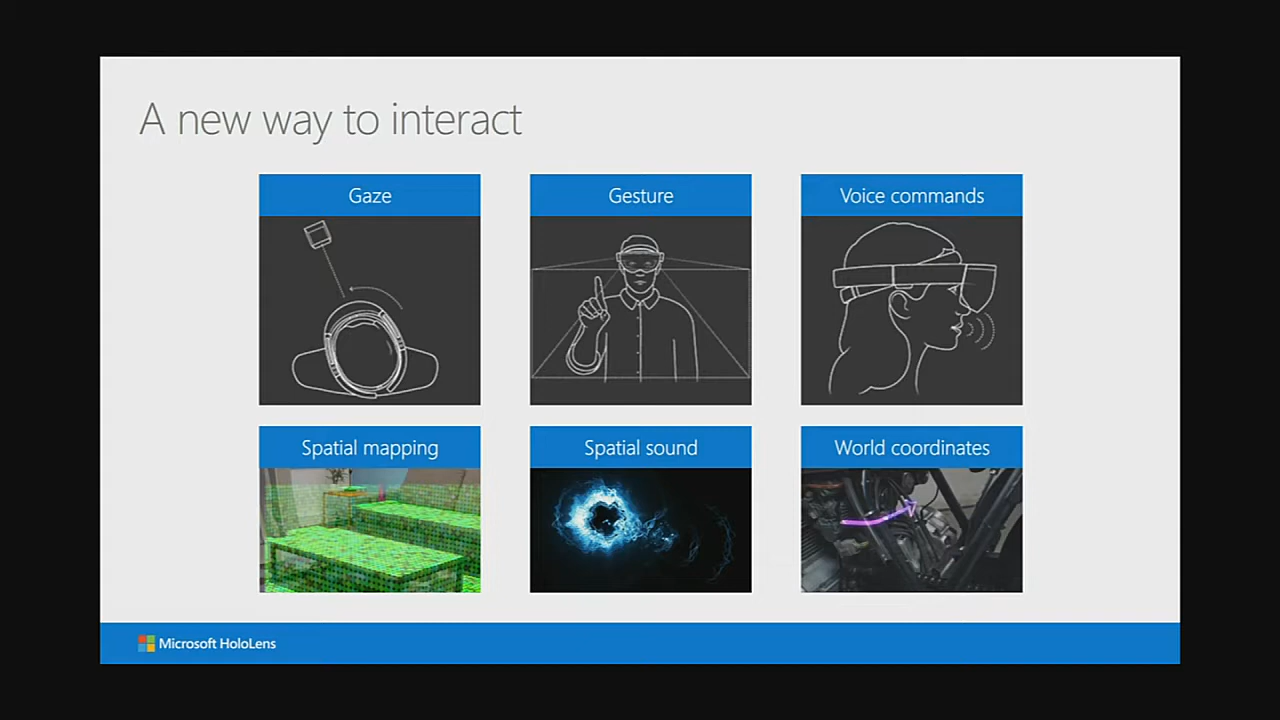 A new way to interact
Gaze
Gesture
Voice commands
Spatial mapping
Spatial sound
World coordinates
Microsoft HoloLens